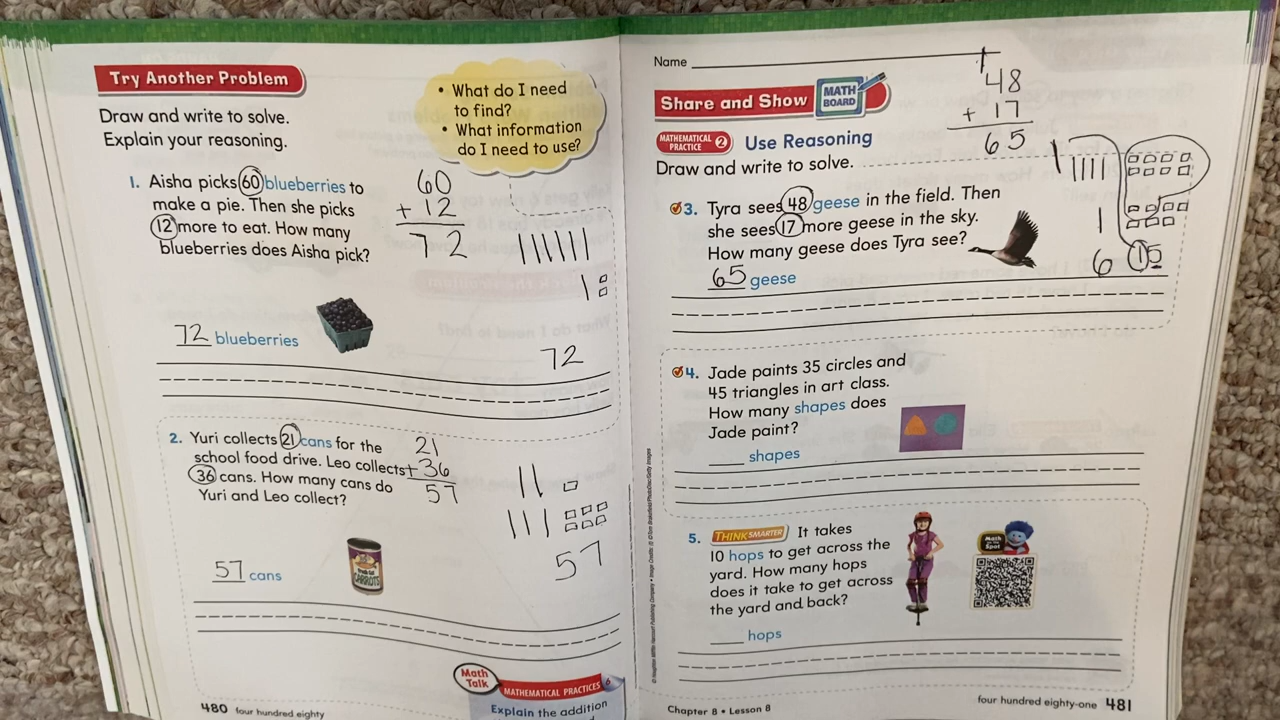 Try Another Problem
Draw and write to solve.
Explain your reasoning.
• What do I need
to find?
• What information
do I need to use?
1. Aisha picks 60 blueberries to
make a pie. Then she picks
12 more to eat. How many
blueberries does Aisha pick?
60
+ 12
72
72
72 blueberries
2. Yuri collects 21 cans for the
school food drive. Leo collects
36 cans. How many cans do
Yuri and Leo collect?
21
+ 36
57
57
57 cans
CARROTS
Math
Talk
MATHEMATICAL PRACTICES 6
Explain the addition
480 four hundred eighty
Name
Share and Show
MATH
BOARD
1
48
+ 17
65
MATHEMATICAL
PRACTICE 2
Use Reasoning
Draw and write to solve.
3. Tyra sees 48 geese in the field. Then
she sees 17 more geese in the sky.
How many geese does Tyra see?
65 geese
6 15
4. Jade paints 35 circles and
45 triangles in art class.
How many shapes does
Jade paint?
shapes
5. THINK SMARTER It takes
10 hops to get across the
yard. How many hops
does it take to get across
the yard and back?
hops
Math
on the
Spot
Chapter 8 • Lesson 8
four hundred eighty-one 481